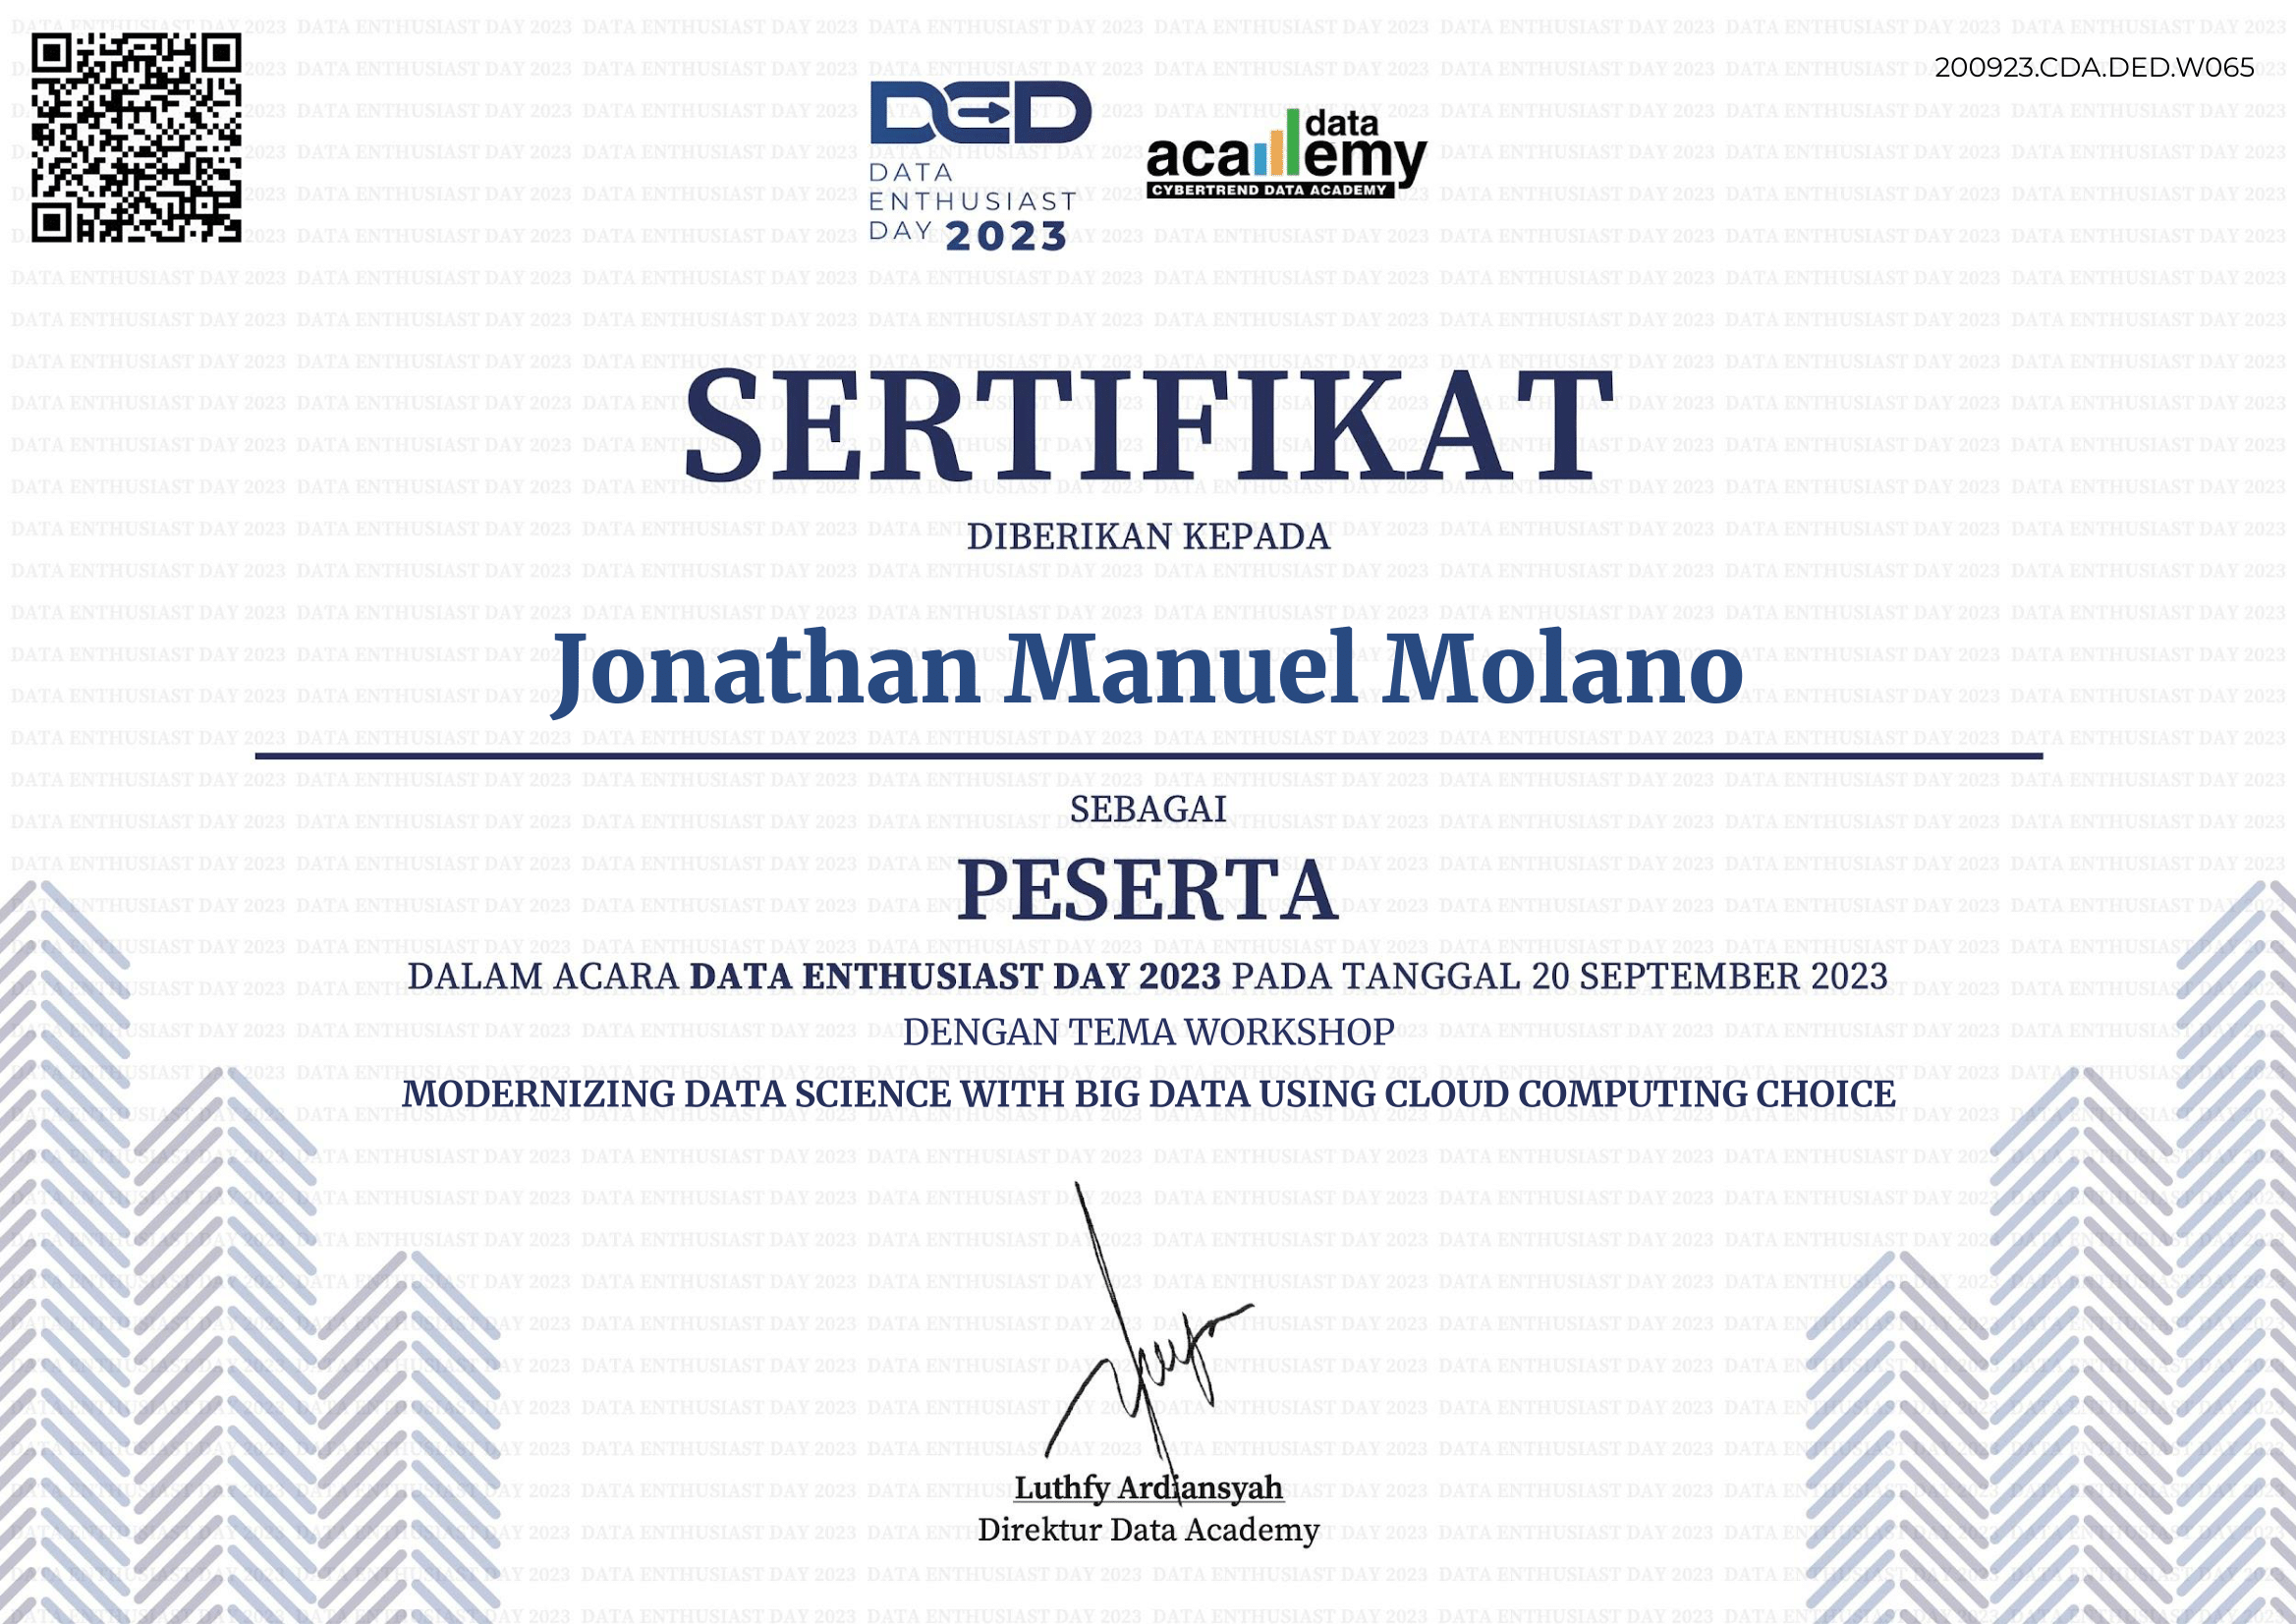 200923.CDA.DED.W065
DED
DATA
ENTHUSIAST
DAY 2023
data
academy
CYBERTREND DATA ACADEMY
SERTIFIKAT
DIBERIKAN KEPADA
Jonathan Manuel Molano
SEBAGAI
PESERTA
DALAM ACARA DATA ENTHUSIAST DAY 2023 PADA TANGGAL 20 SEPTEMBER 2023
DENGAN TEMA WORKSHOP
MODERNIZING DATA SCIENCE WITH BIG DATA USING CLOUD COMPUTING CHOICE
Luthfy Ardiansyah
Direktur Data Academy